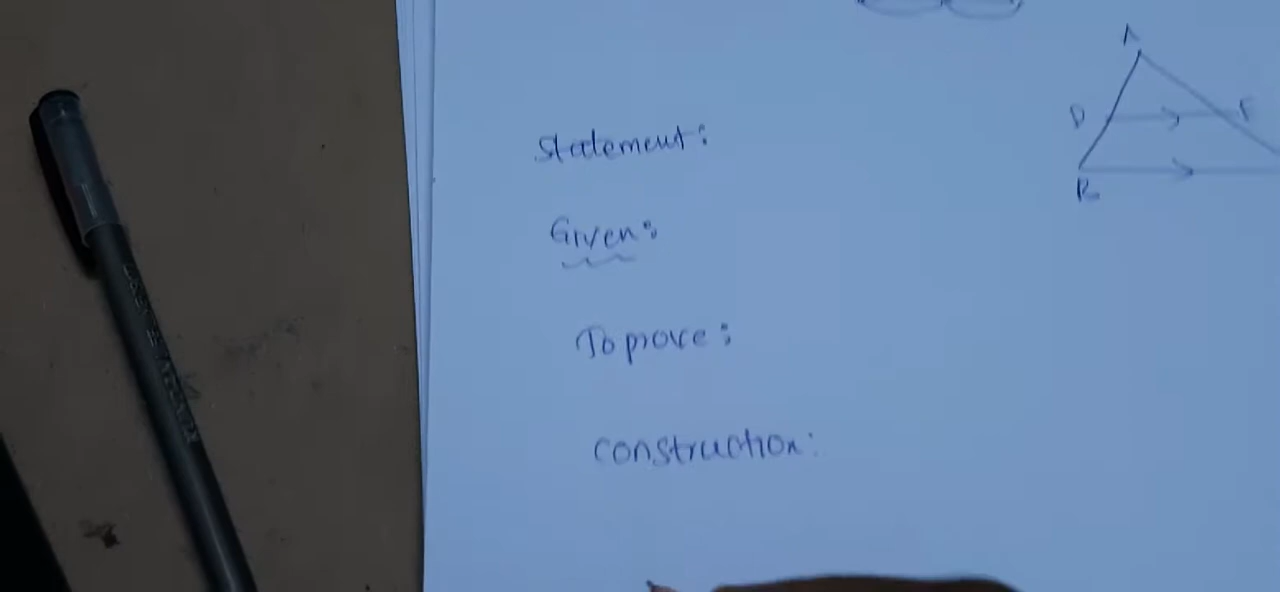 A
D F
B
Statement:
Given:
To prove:
Construction: